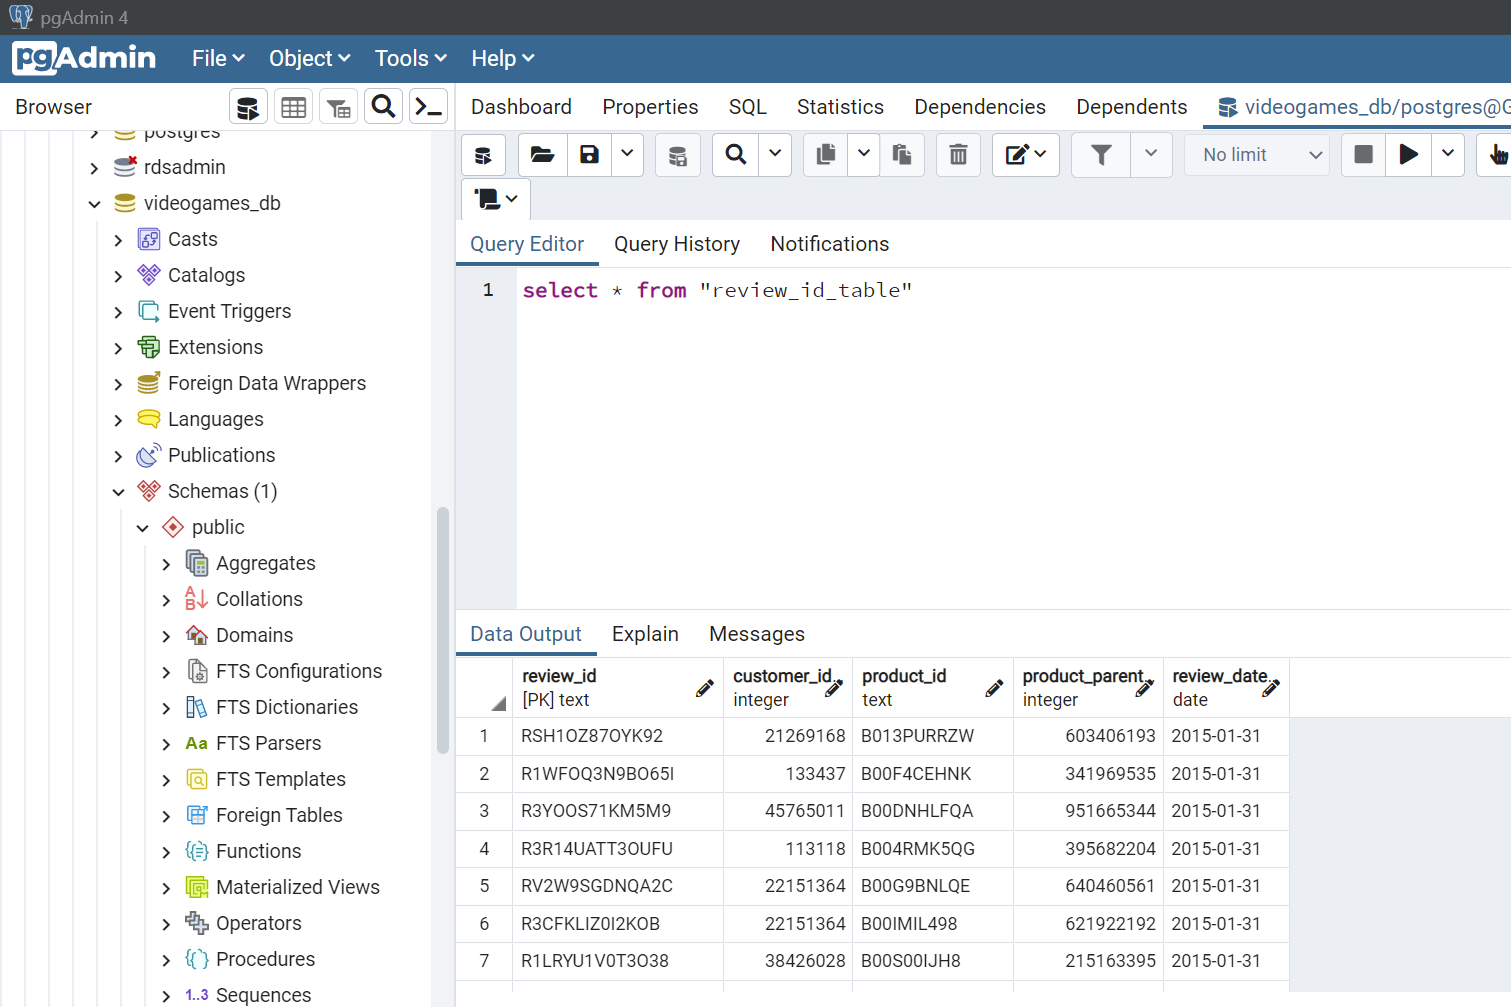 pgAdmin 4
pgAdmin File Object Tools Help
Browser
Dashboard Properties SQL Statistics Dependencies Dependents videogames_db/postgres@G
postgres
rdsadmin
videogames_db
Casts
Catalogs
Event Triggers
Extensions
Foreign Data Wrappers
Languages
Publications
Schemas (1)
public
Aggregates
Collations
Domains
FTS Configurations
FTS Dictionaries
Aa FTS Parsers
FTS Templates
Foreign Tables
Functions
Materialized Views
Operators
Procedures
1..3 Sequences
No limit
Query Editor Query History Notifications
1 select * from "review_id_table"
Data Output Explain Messages
review_id customer_id.. product_id product_parent.. review_date..
[PK] text integer text integer date
1 RSH1OZ87OYK92 21269168 B013PURRZW 603406193 2015-01-31
2 R1WFOQ3N9BO65I 133437 B00F4CEHNK 341969535 2015-01-31
3 R3YOOS71KM5M9 45765011 B00DNHLFQA 951665344 2015-01-31
4 R3R14UATT3OUFU 113118 B004RMK5QG 395682204 2015-01-31
5 RV2W9SGDNQA2C 22151364 B00G9BNLQE 640460561 2015-01-31
6 R3CFKLIZ0I2KOB 22151364 B00IMIL498 621922192 2015-01-31
7 R1LRYU1V0T3O38 38426028 B00S00IJH8 215163395 2015-01-31